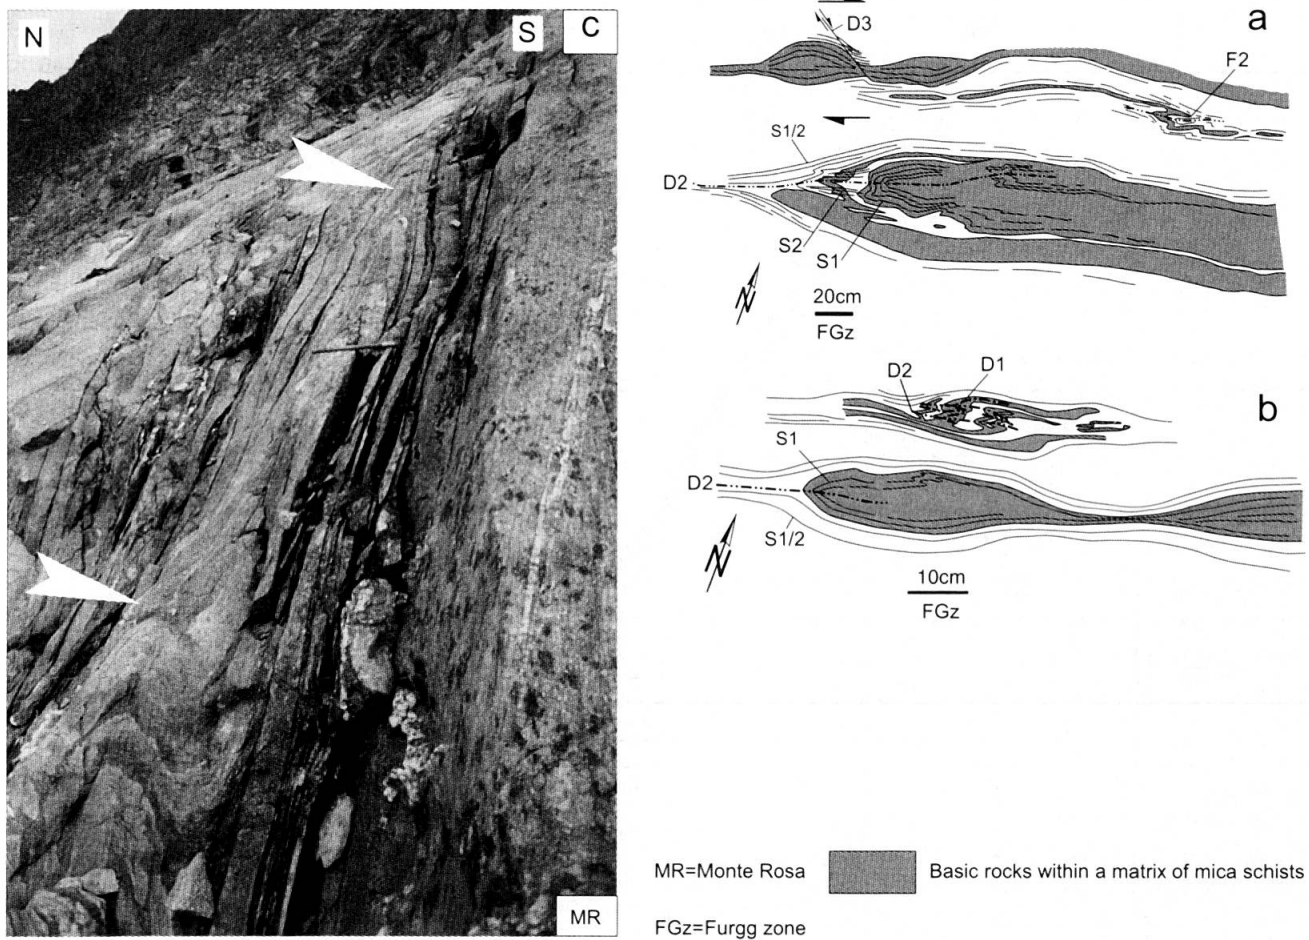 N
S
C
MR
a
D3
F2
S1/2
D2
S2
S1
N
20cm
FGz
b
D2
D1
S1
D2
S1/2
N
10cm
FGz
MR=Monte Rosa
Basic rocks within a matrix of mica schists
FGz=Furgg zone